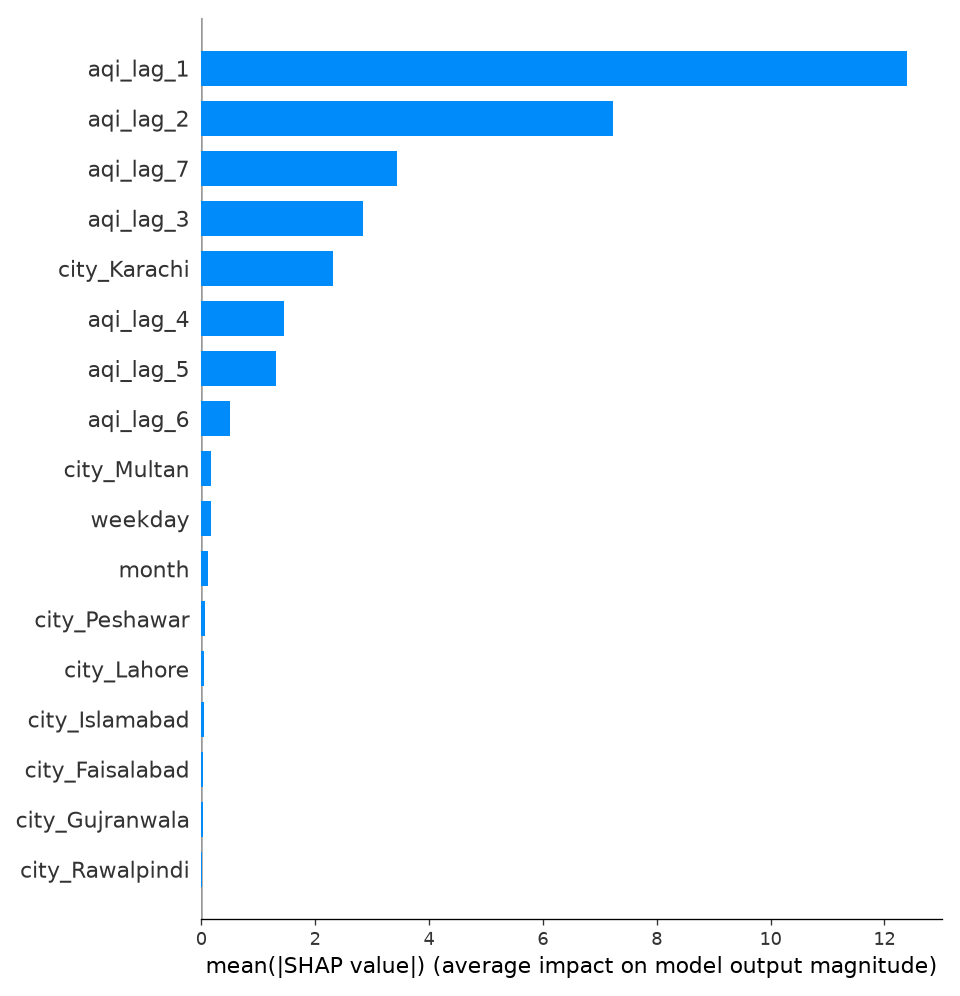 aqi_lag_1
aqi_lag_2
aqi_lag_7
aqi_lag_3
city_Karachi
aqi_lag_4
aqi_lag_5
aqi_lag_6
city_Multan
weekday
month
city_Peshawar
city_Lahore
city_Islamabad
city_Faisalabad
city_Gujranwala
city_Rawalpindi
0 2 4 6 8 10 12
mean(|SHAP value|) (average impact on model output magnitude)